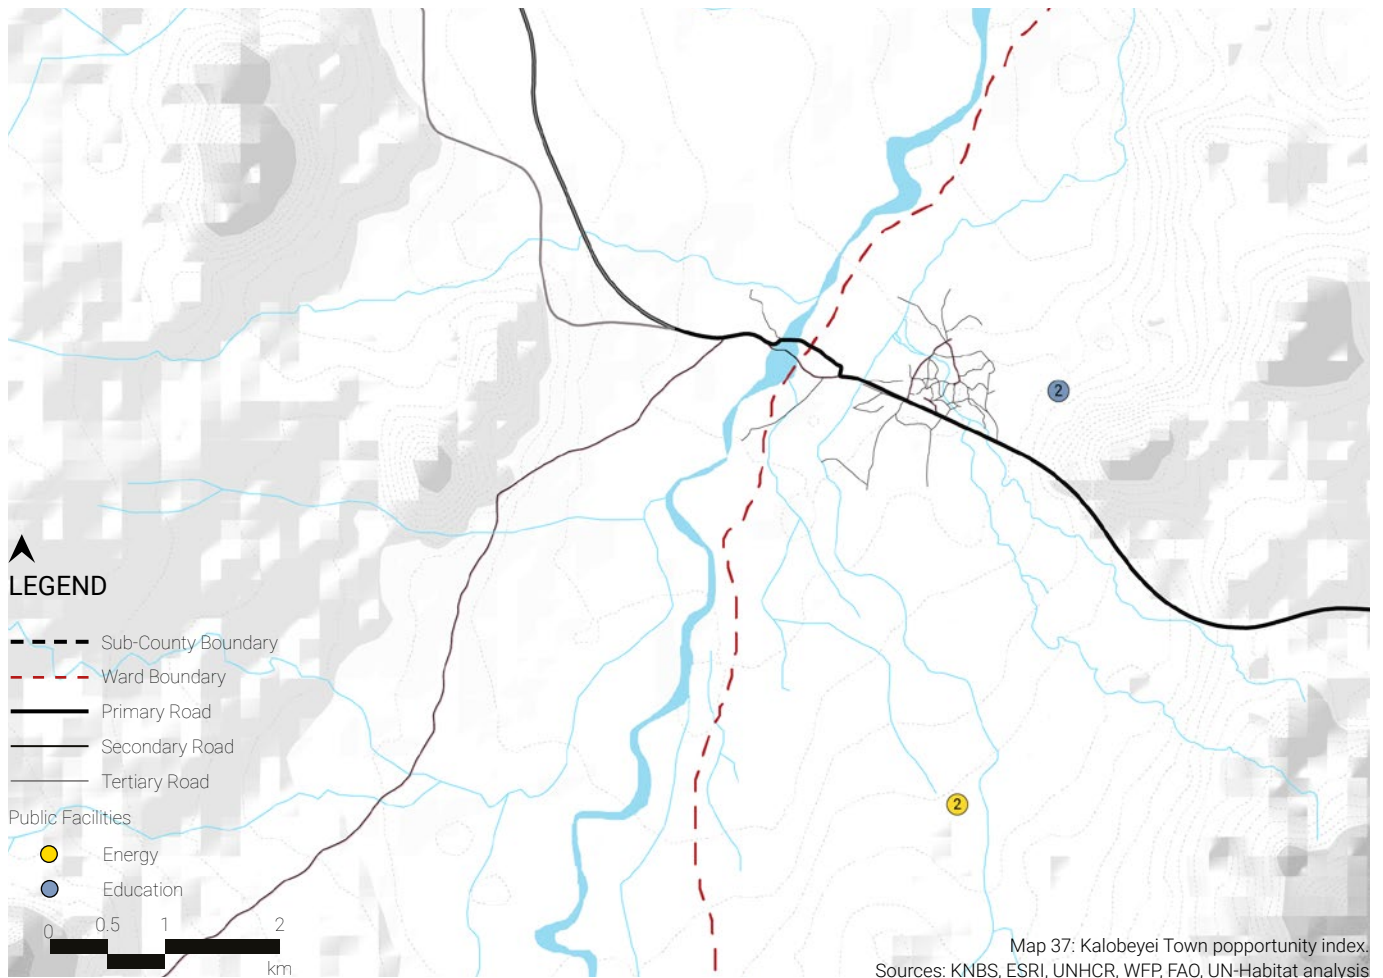 2
2
LEGEND
Sub-County Boundary
Ward Boundary
Primary Road
Secondary Road
Tertiary Road
Public Facilities
Energy
Education
0 0.5 1 2
km
Map 37: Kalobeyei Town popportunity index.
Sources: KNBS, ESRI, UNHCR, WFP, FAO, UN-Habitat analysis